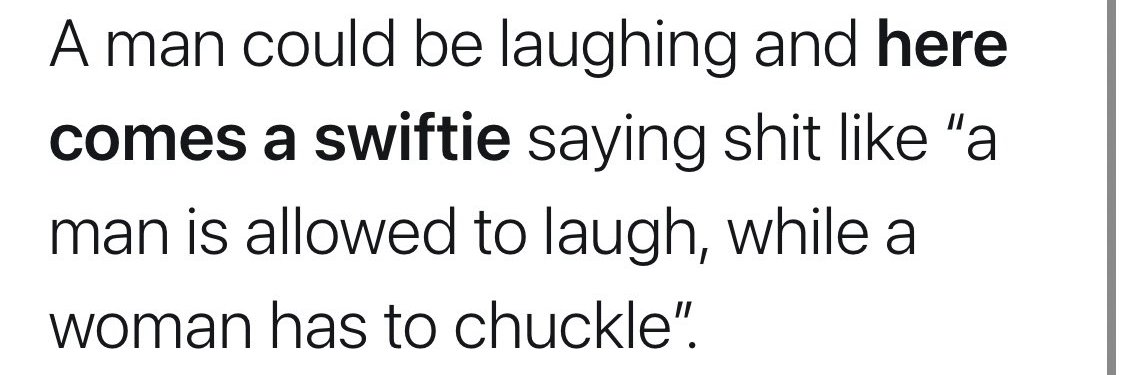 A man could be laughing and here
comes a swiftie saying shit like “a
man is allowed to laugh, while a
woman has to chuckle”.